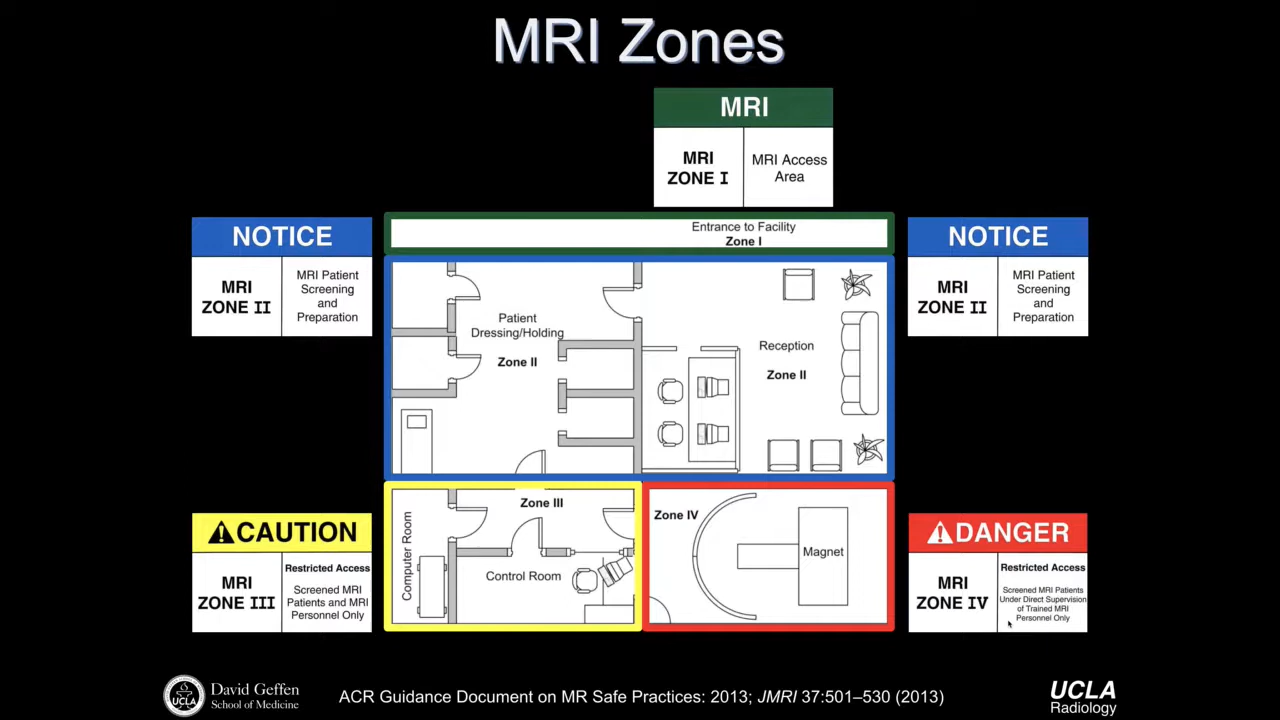 MRI Zones
MRI
MRI
ZONE I
MRI Access
Area
Entrance to Facility
Zone I
NOTICE
MRI
ZONE II
MRI Patient
Screening
and
Preparation
NOTICE
MRI
ZONE II
MRI Patient
Screening
and
Preparation
Patient
Dressing/Holding
Zone II
Reception
Zone II
CAUTION
MRI
ZONE III
Restricted Access
Screened MRI
Patients and MRI
Personnel Only
Computer Room
Zone III
Control Room
Zone IV
Magnet
DANGER
MRI
ZONE IV
Restricted Access
Screened MRI Patients
Under Direct Supervision
of Trained MRI
Personnel Only
UCLA
David Geffen
School of Medicine
ACR Guidance Document on MR Safe Practices: 2013; JMRI 37:501–530 (2013)
UCLA
Radiology